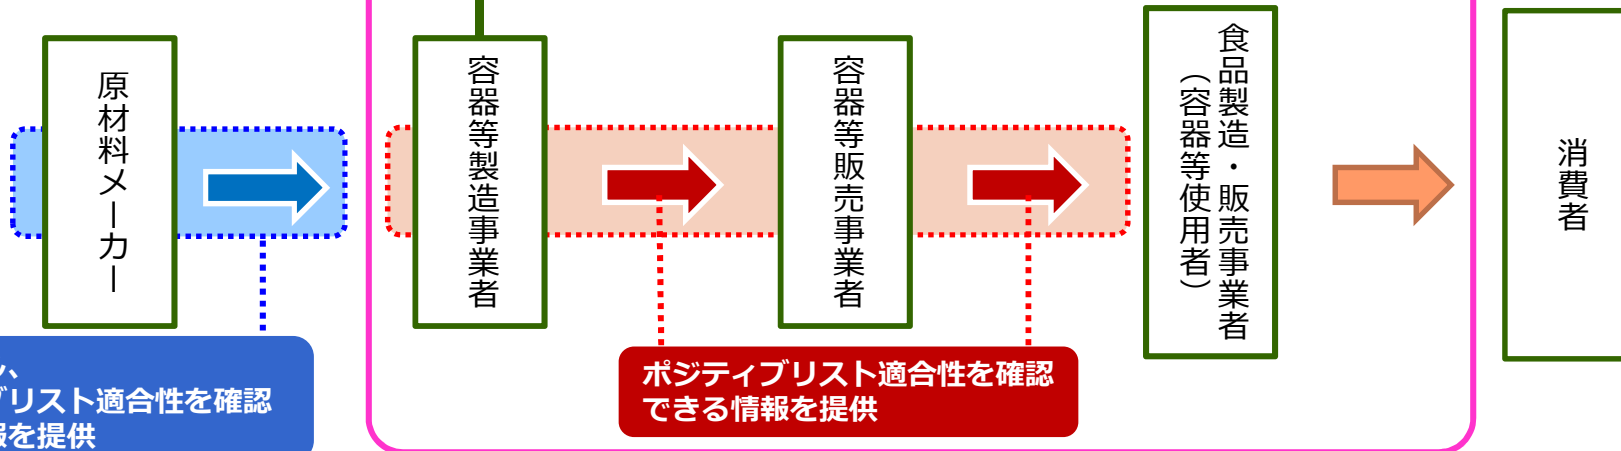 原材料メーカー
容器等製造事業者
容器等販売事業者
食品製造・販売事業者
（容器等使用者）
消費者
リスト適合性を確認
を提供
ポジティブリスト適合性を確認
できる情報を提供